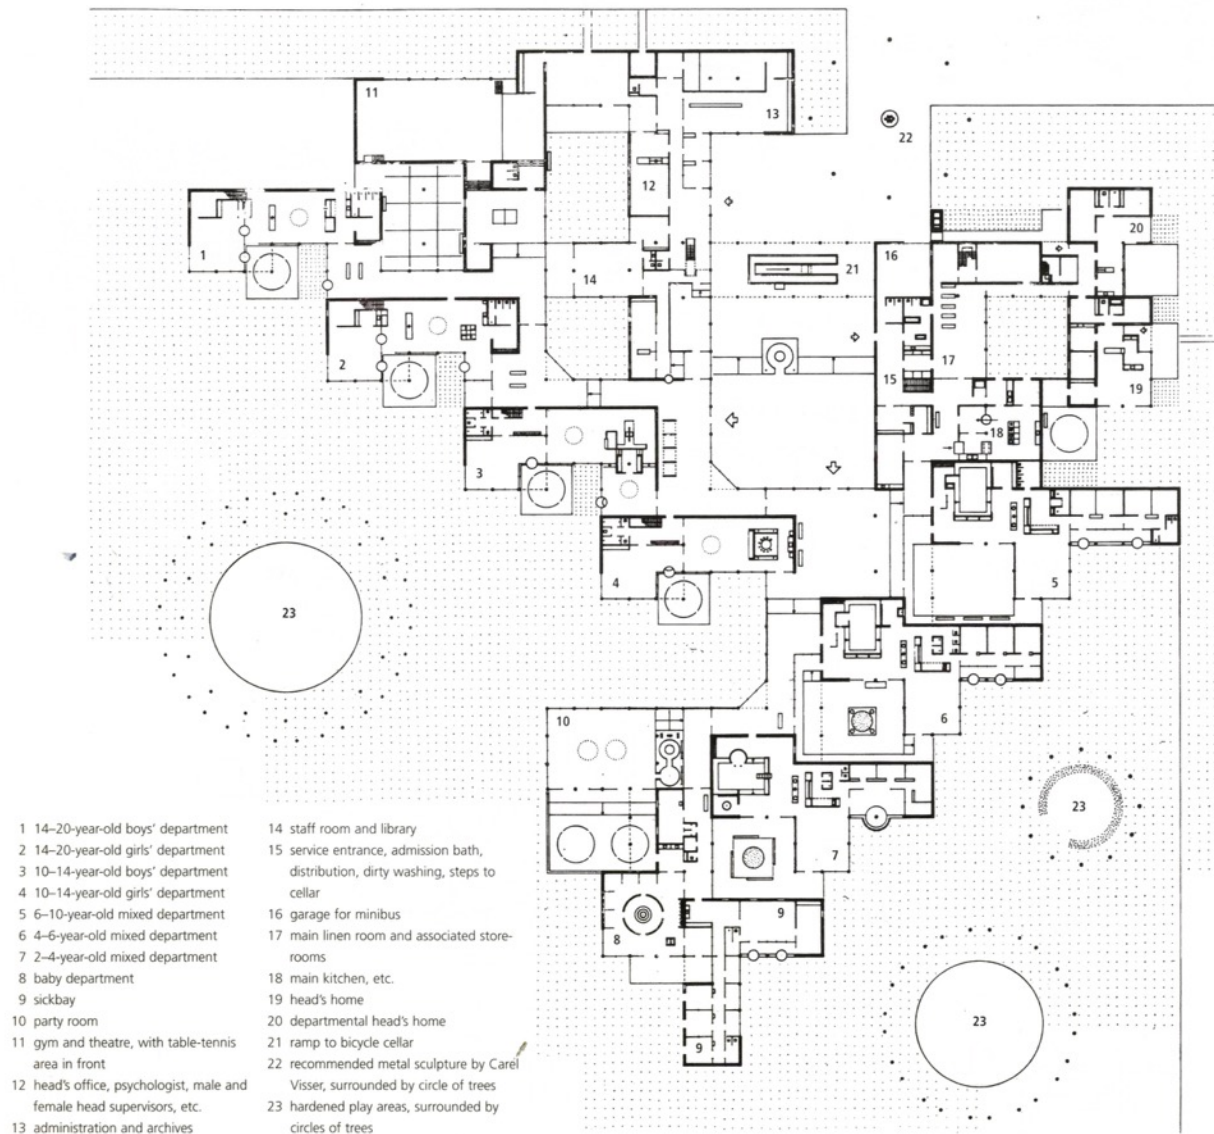 11
13
22
12
1
20
14
21
16
2
17
15
19
18
3
5
4
23
6
10
23
7
9
8
23
9
1 14–20-year-old boys' department
2 14–20-year-old girls' department
3 10–14-year-old boys' department
4 10–14-year-old girls' department
5 6–10-year-old mixed department
6 4–6-year-old mixed department
7 2–4-year-old mixed department
8 baby department
9 sickbay
10 party room
11 gym and theatre, with table-tennis
area in front
12 head's office, psychologist, male and
female head supervisors, etc.
13 administration and archives
14 staff room and library
15 service entrance, admission bath,
distribution, dirty washing, steps to
cellar
16 garage for minibus
17 main linen room and associated store-
rooms
18 main kitchen, etc.
19 head's home
20 departmental head's home
21 ramp to bicycle cellar
22 recommended metal sculpture by Carel
Visser, surrounded by circle of trees
23 hardened play areas, surrounded by
circles of trees